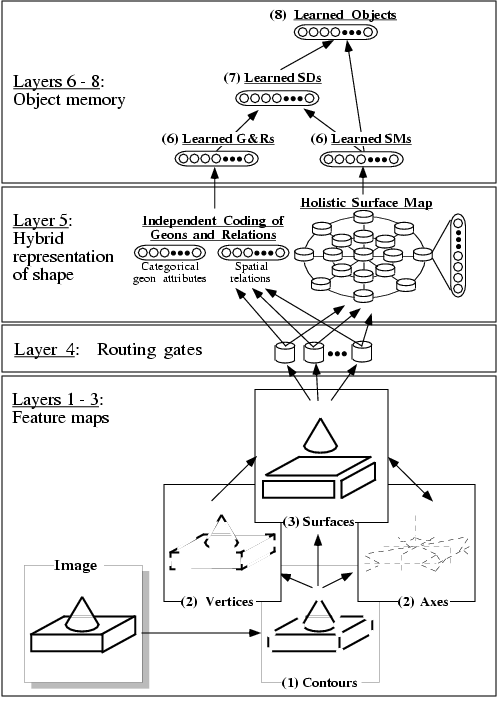 (8) Learned Objects
Layers 6 - 8:
Object memory
(7) Learned SDs
(6) Learned G&Rs
(6) Learned SMs
Layer 5:
Hybrid
representation
of shape
Independent Coding of
Geons and Relations
Holistic Surface Map
Categorical
geon attributes
Spatial
relations
Layer 4: Routing gates
Layers 1 - 3:
Feature maps
(3) Surfaces
Image
(2) Vertices
(2) Axes
(1) Contours